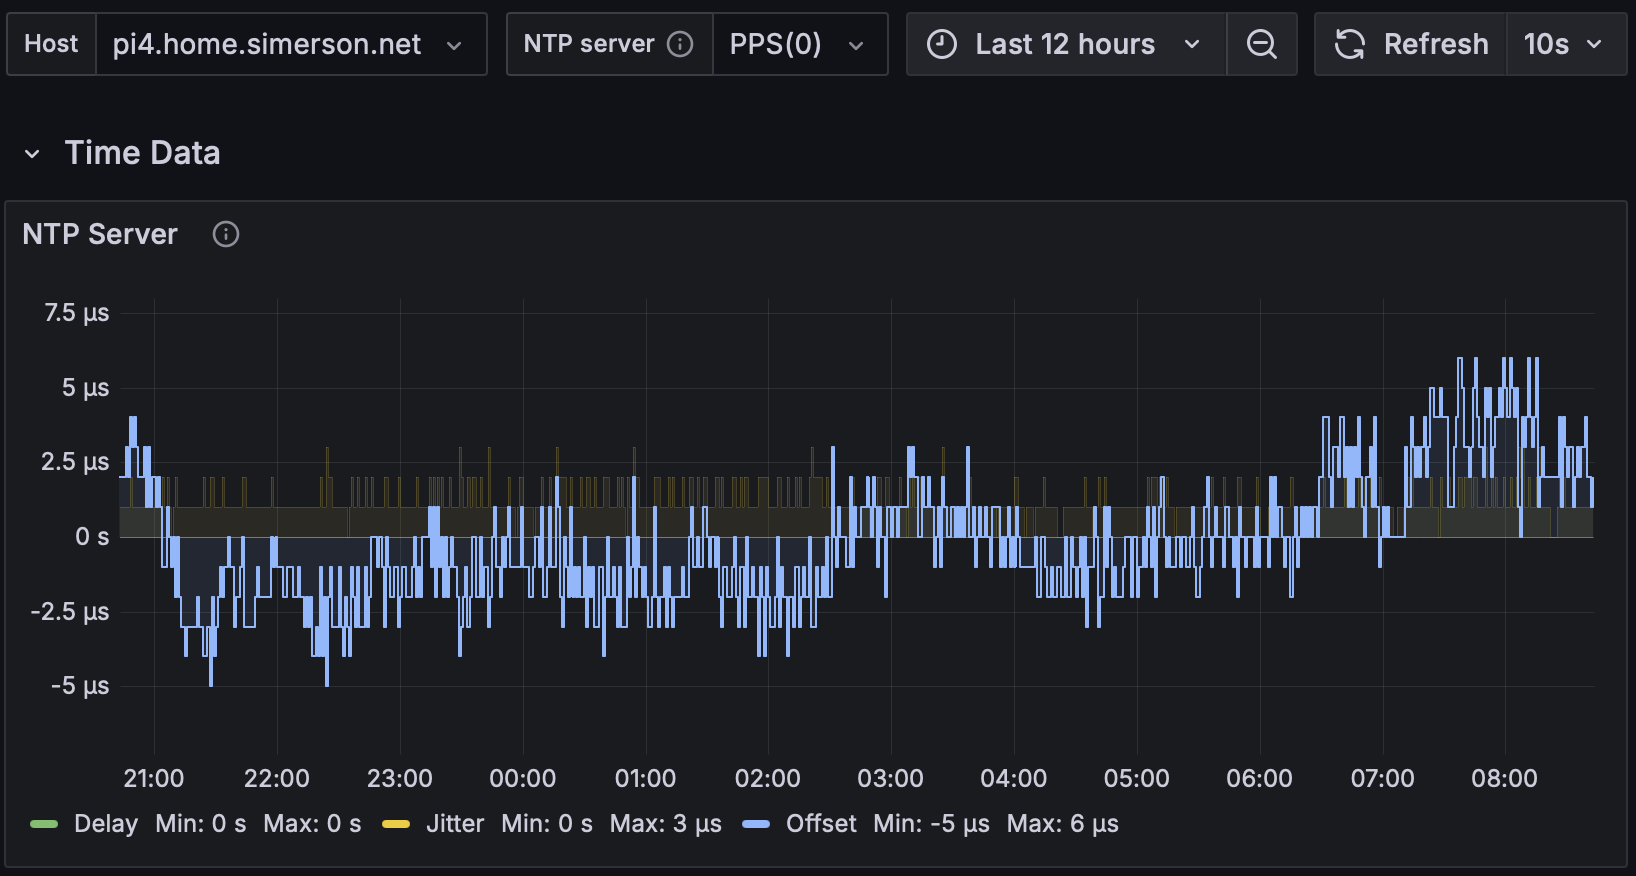 Host pi4.home.simerson.net NTP server PPS(0) Last 12 hours Refresh 10s
Time Data
NTP Server
7.5 µs
5 µs
2.5 µs
0 s
-2.5 µs
-5 µs
21:00 22:00 23:00 00:00 01:00 02:00 03:00 04:00 05:00 06:00 07:00 08:00
Delay Min: 0 s Max: 0 s Jitter Min: 0 s Max: 3 µs Offset Min: -5 µs Max: 6 µs